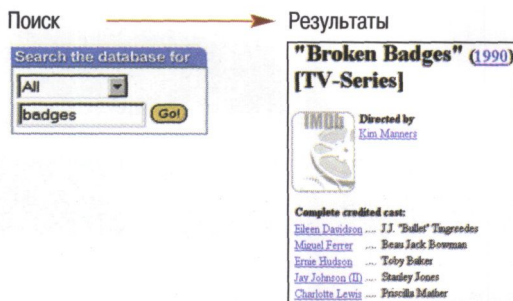 Поиск
Результаты
Search the database for
All
badges Go!
"Broken Badges" (1990)
[TV-Series]
IMDb
Directed by
Kim Manners
Complete credited cast:
Eileen Davidson .... J.J. "Bullet" Tingreedes
Miguel Ferrer .... Beau Jack Bowman
Ernie Hudson .... Toby Baker
Jay Johnson (II) .... Stanley Jones
Charlotte Lewis .... Priscilla Mather